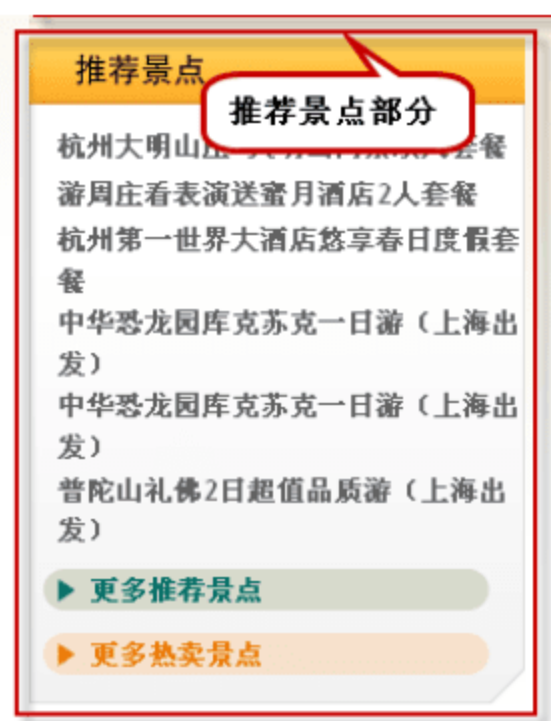 推荐景点
推荐景点部分
杭州大明山
套餐
游周庄看表演送蜜月酒店2人套餐
杭州第一世界大酒店悠享春日度假套
餐
中华恐龙园库克苏克一日游（上海出
发）
中华恐龙园库克苏克一日游（上海出
发）
普陀山礼佛2日超值品质游（上海出
发）
更多推荐景点
更多热卖景点